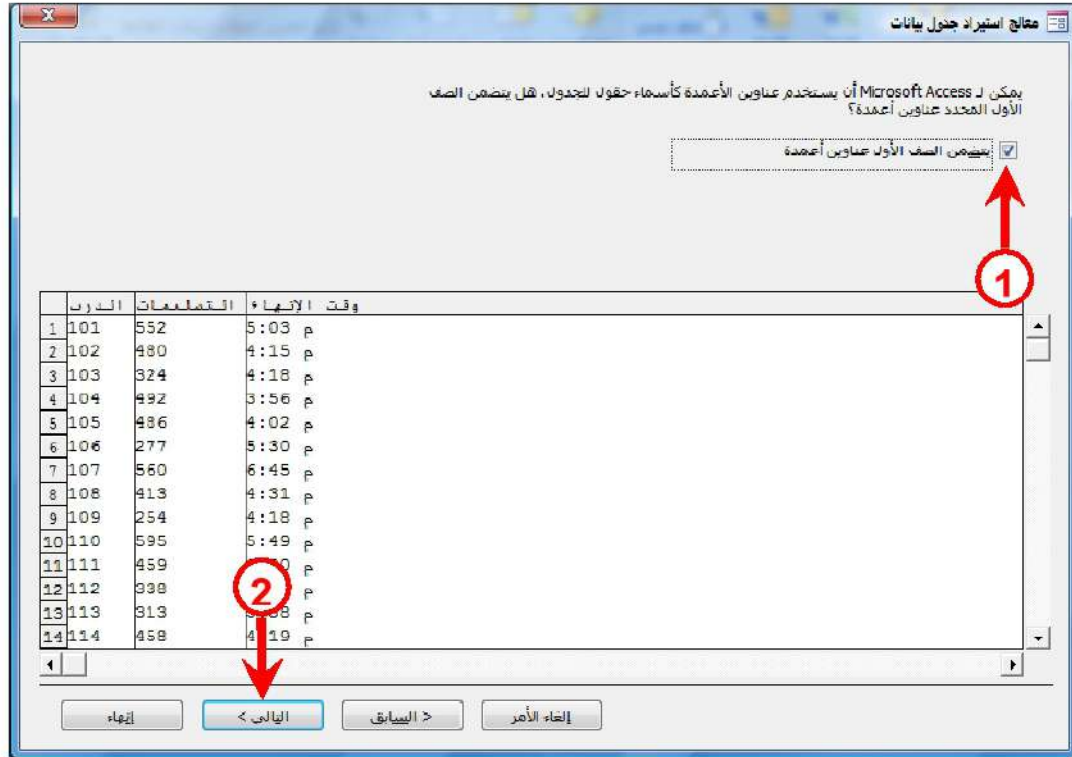 معالج استيراد جدول بيانات
يمكن لـ Microsoft Access أن يستخدم عناوين الأعمدة كأسماء حقول للجدول، هل يتضمن الصف
الأول المحدد عناوين أعمدة؟
يتضمن الصف الأول عناوين أعمدة
1
الدرب التسليمات وقت الإنتهاء
1 101 552 5:03 م
2 102 480 4:15 م
3 103 324 4:18 م
4 104 492 3:56 م
5 105 486 4:02 م
6 106 277 5:30 م
7 107 560 6:45 م
8 108 413 4:31 م
9 109 254 4:18 م
10 110 595 5:49 م
11 111 459 م
12 112 338 م
13 113 313 م
14 114 458 4:19 م
2
إلغاء الأمر
< السابق
التالي >
إنهاء